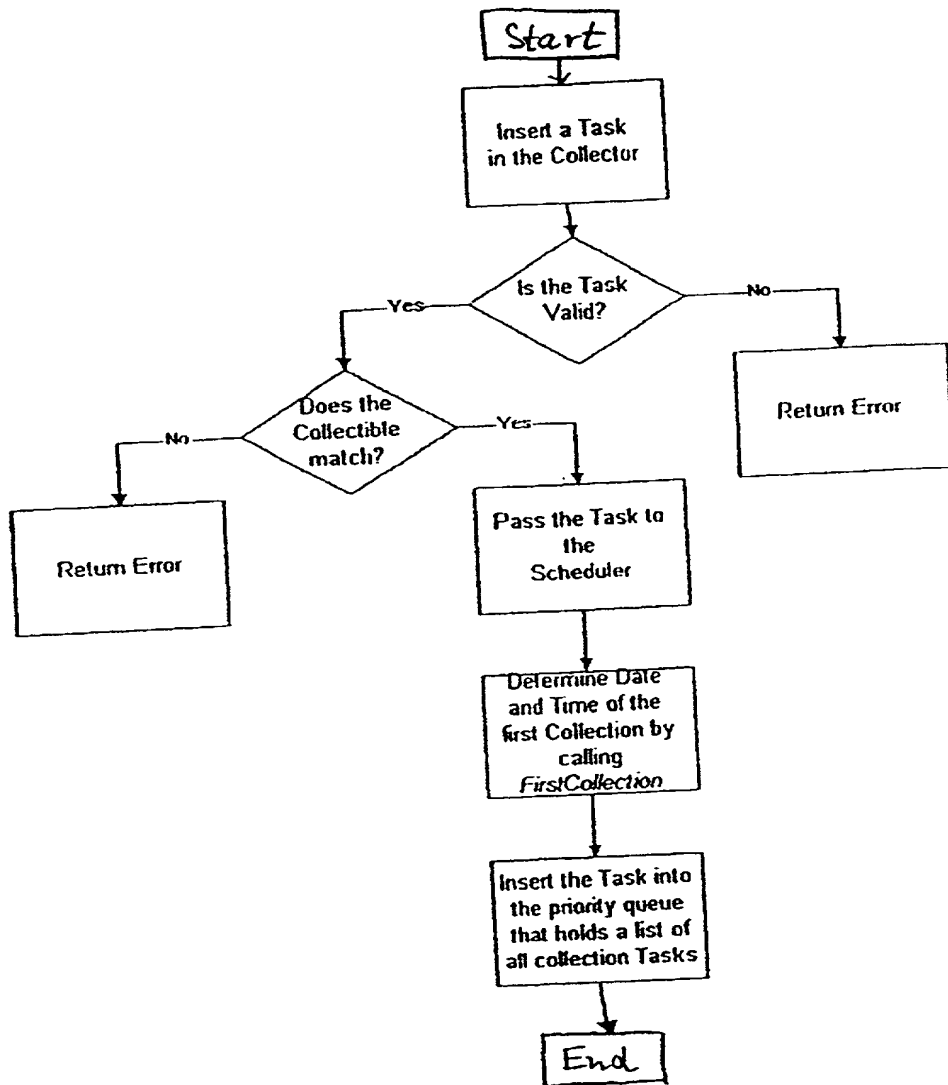 Start
Insert a Task
in the Collector
Is the Task
Valid?
Yes
No
Does the
Collectible
match?
Return Error
No
Yes
Return Error
Pass the Task to
the
Scheduler
Determine Date
and Time of the
first Collection by
calling
FirstCollection
Insert the Task into
the priority queue
that holds a list of
all collection Tasks
End